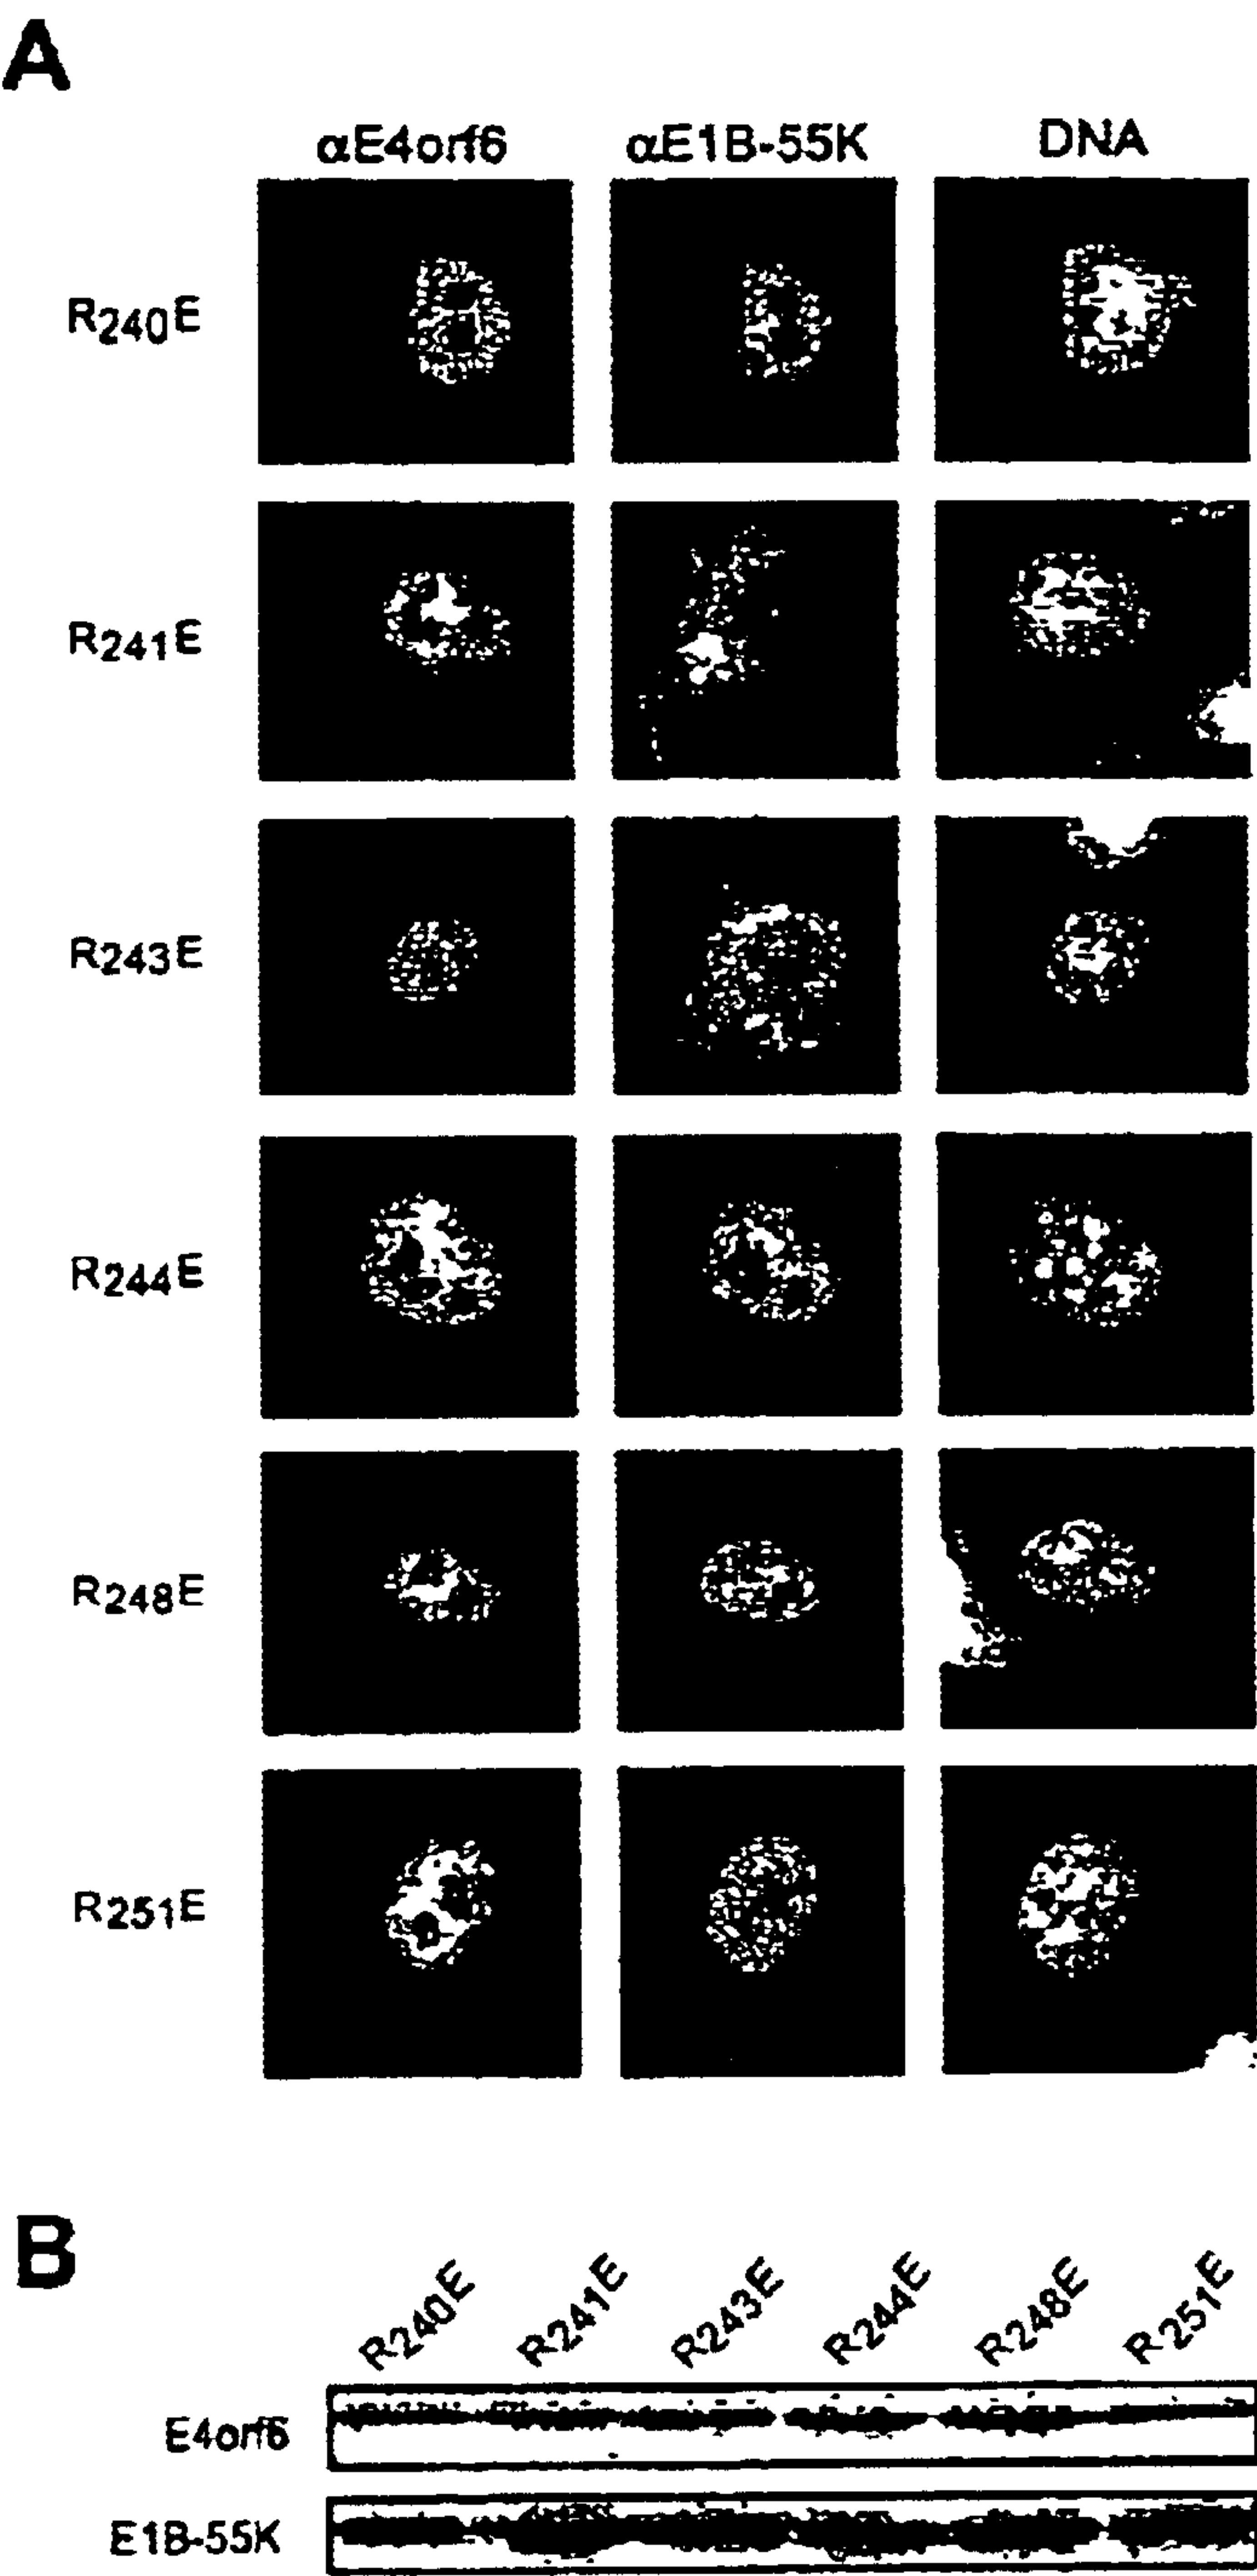 A
αE4orf6 αE1B-55K DNA
R240E
R241E
R243E
R244E
R248E
R251E
B
R240E R241E R243E R244E R248E R251E
E4orf6
E1B-55K